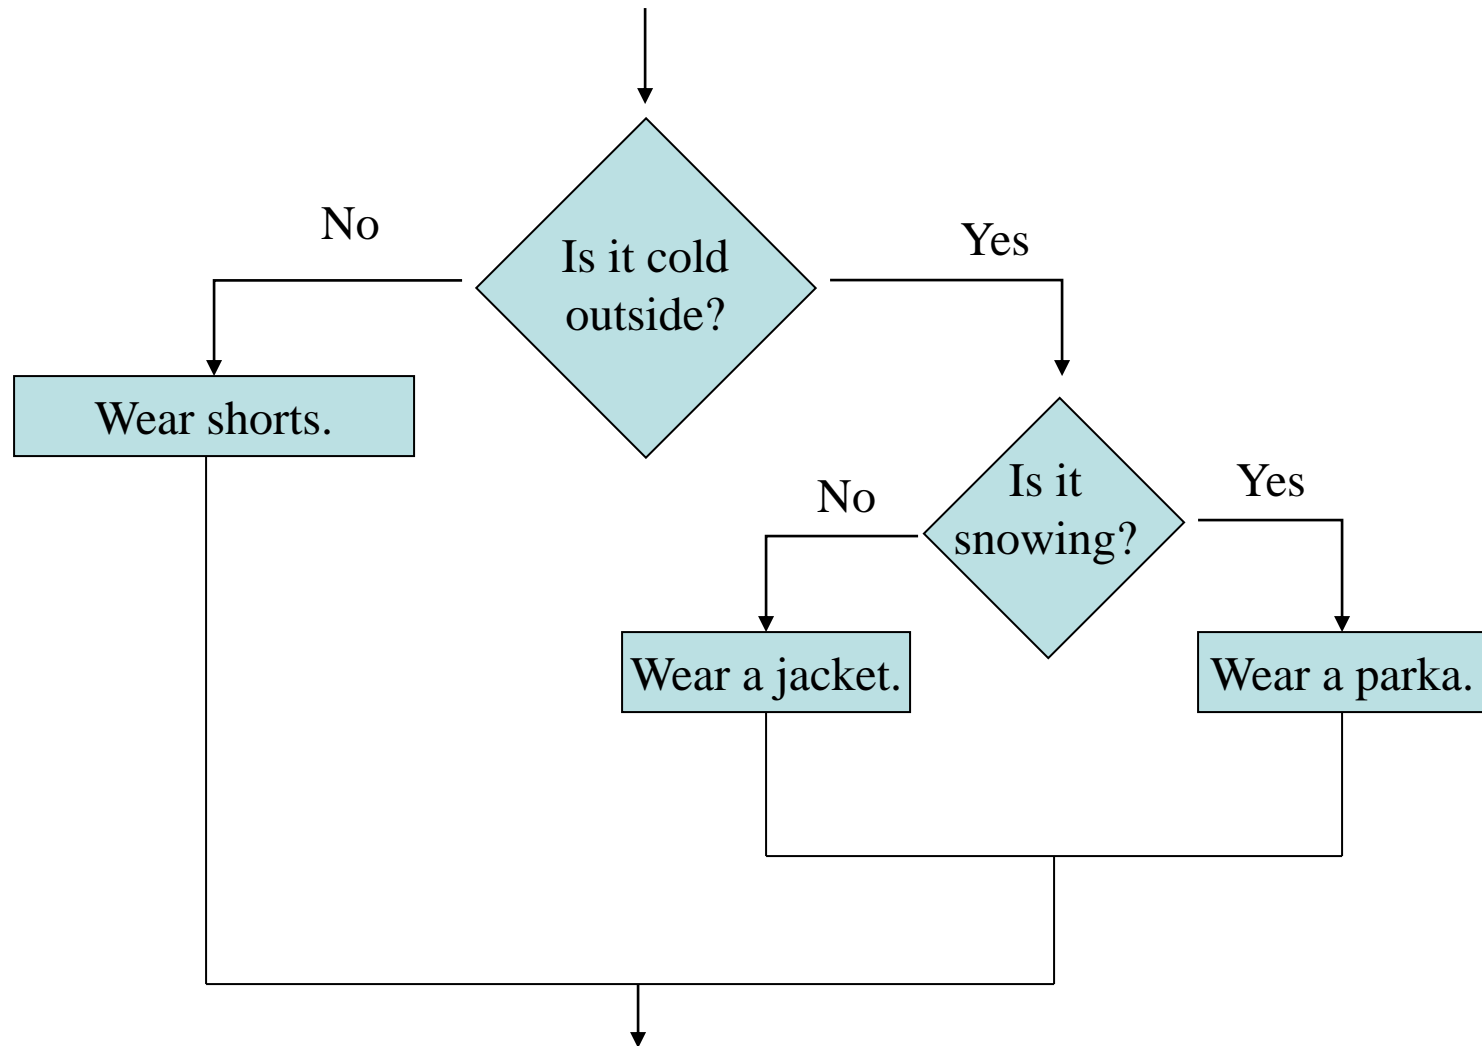 No
Is it cold
outside?
Yes
Wear shorts.
No
Is it
snowing?
Yes
Wear a jacket.
Wear a parka.